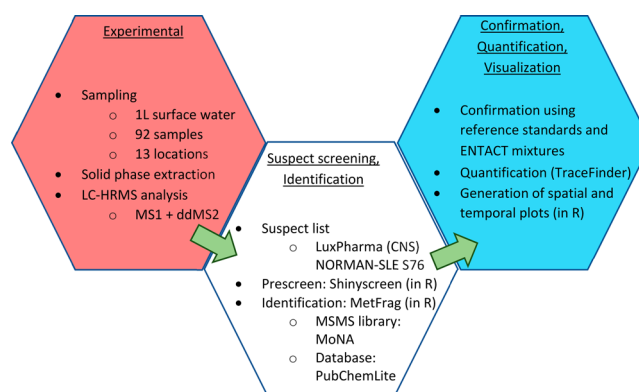 Experimental
• Sampling
o 1L surface water
o 92 samples
o 13 locations
• Solid phase extraction
• LC-HRMS analysis
o MS1 + ddMS2
Suspect screening,
Identification
• Suspect list
o LuxPharma (CNS)
NORMAN-SLE S76
• Prescreen: Shinyscreen (in R)
• Identification: MetFrag (in R)
o MSMS library:
MoNA
o Database:
PubChemLite
Confirmation,
Quantification,
Visualization
• Confirmation using
reference standards and
ENTACT mixtures
• Quantification (TraceFinder)
• Generation of spatial and
temporal plots (in R)